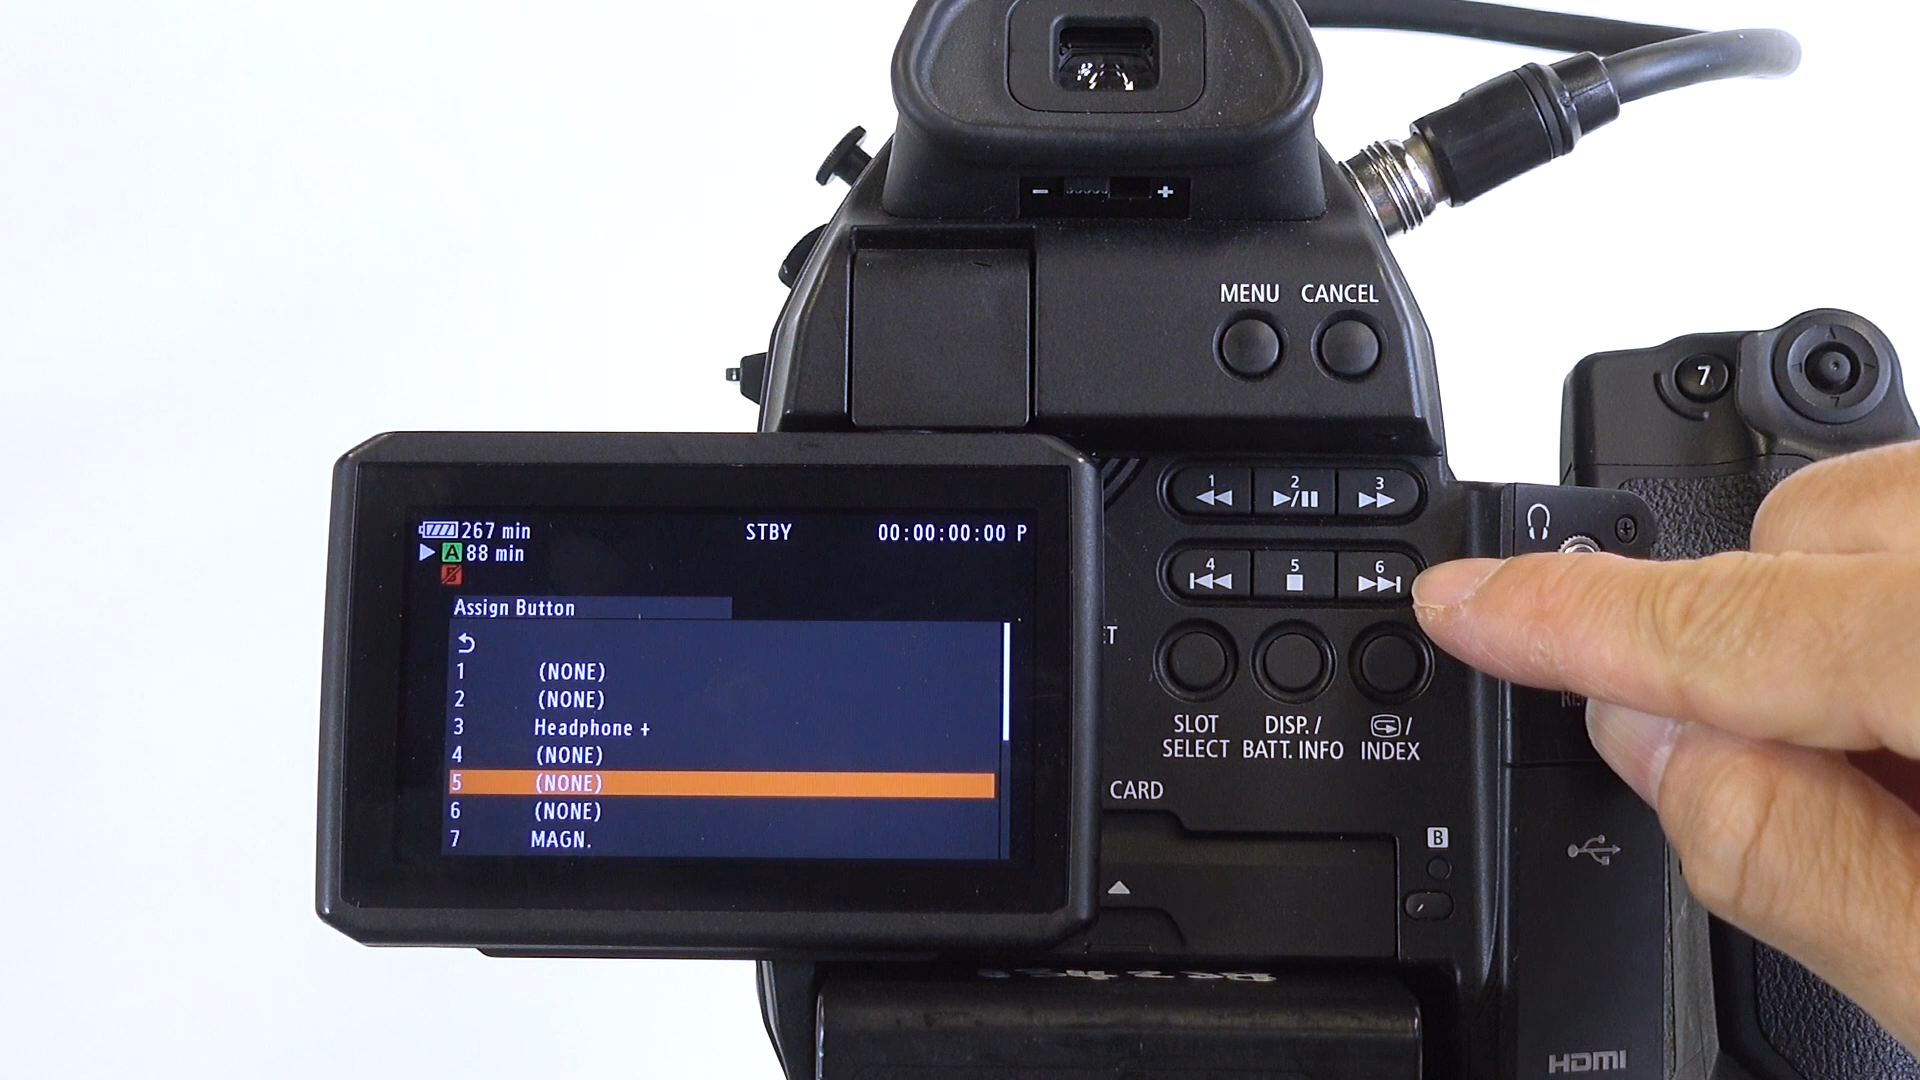 - +
MENU CANCEL
7
7
1 2 3
4 5 6
267 min STBY 00:00:00:00 P
A 88 min
B
Assign Button
1 (NONE)
2 (NONE)
3 Headphone +
4 (NONE)
5 (NONE)
6 (NONE)
7 MAGN.
SLOT SELECT
DISP./ BATT. INFO
/ INDEX
CARD
B
HDMI